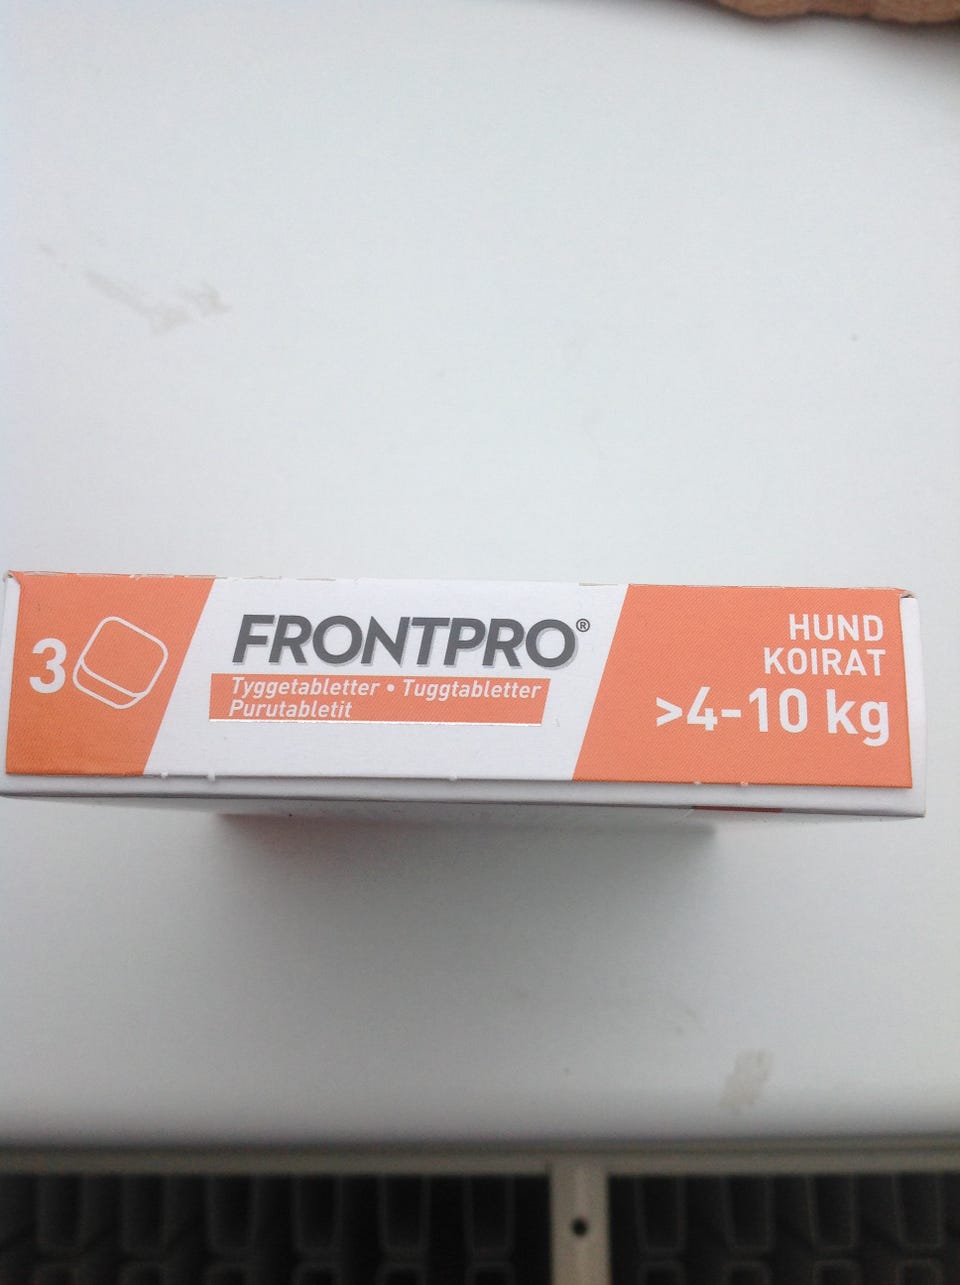 3
FRONTPRO®
Tyggetabletter • Tuggtabletter
Purutabletit
HUND
KOIRAT
>4-10 kg